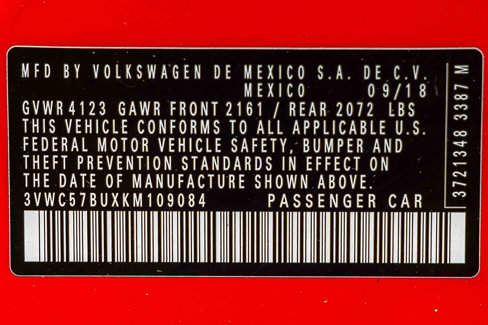 MFD BY VOLKSWAGEN DE MEXICO S.A. DE C.V.
MEXICO 09/18
GVWR 4123 GAWR FRONT 2161 / REAR 2072 LBS
THIS VEHICLE CONFORMS TO ALL APPLICABLE U.S.
FEDERAL MOTOR VEHICLE SAFETY, BUMPER AND
THEFT PREVENTION STANDARDS IN EFFECT ON
THE DATE OF MANUFACTURE SHOWN ABOVE.
3VWC57BUXKM109084 PASSENGER CAR
3721348 3387 M